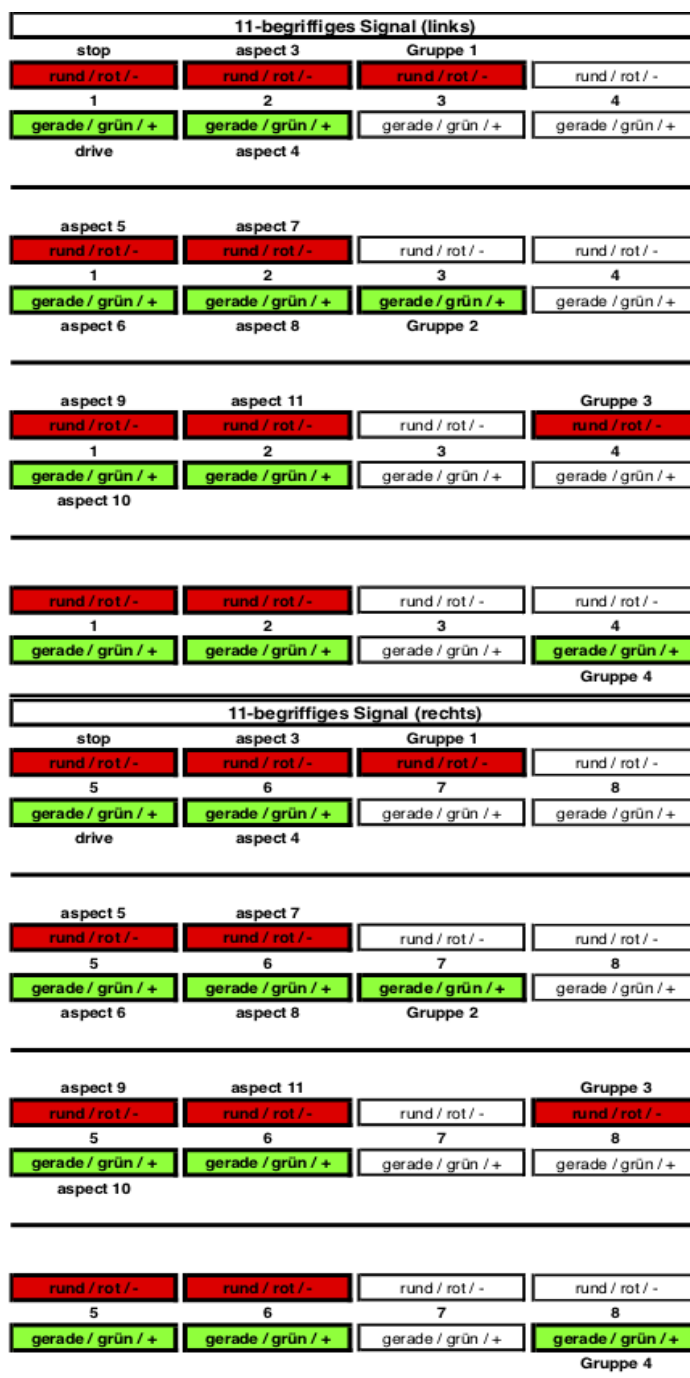 11-begriffiges Signal (links)
stop aspect 3 Gruppe 1
rund / rot / - rund / rot / - rund / rot / - rund / rot / -
1 2 3 4
gerade / grün / + gerade / grün / + gerade / grün / + gerade / grün / +
drive aspect 4
aspect 5 aspect 7
rund / rot / - rund / rot / - rund / rot / - rund / rot / -
1 2 3 4
gerade / grün / + gerade / grün / + gerade / grün / + gerade / grün / +
aspect 6 aspect 8 Gruppe 2
aspect 9 aspect 11 Gruppe 3
rund / rot / - rund / rot / - rund / rot / - rund / rot / -
1 2 3 4
gerade / grün / + gerade / grün / + gerade / grün / + gerade / grün / +
aspect 10
rund / rot / - rund / rot / - rund / rot / - rund / rot / -
1 2 3 4
gerade / grün / + gerade / grün / + gerade / grün / + gerade / grün / +
Gruppe 4
11-begriffiges Signal (rechts)
stop aspect 3 Gruppe 1
rund / rot / - rund / rot / - rund / rot / - rund / rot / -
5 6 7 8
gerade / grün / + gerade / grün / + gerade / grün / + gerade / grün / +
drive aspect 4
aspect 5 aspect 7
rund / rot / - rund / rot / - rund / rot / - rund / rot / -
5 6 7 8
gerade / grün / + gerade / grün / + gerade / grün / + gerade / grün / +
aspect 6 aspect 8 Gruppe 2
aspect 9 aspect 11 Gruppe 3
rund / rot / - rund / rot / - rund / rot / - rund / rot / -
5 6 7 8
gerade / grün / + gerade / grün / + gerade / grün / + gerade / grün / +
aspect 10
rund / rot / - rund / rot / - rund / rot / - rund / rot / -
5 6 7 8
gerade / grün / + gerade / grün / + gerade / grün / + gerade / grün / +
Gruppe 4